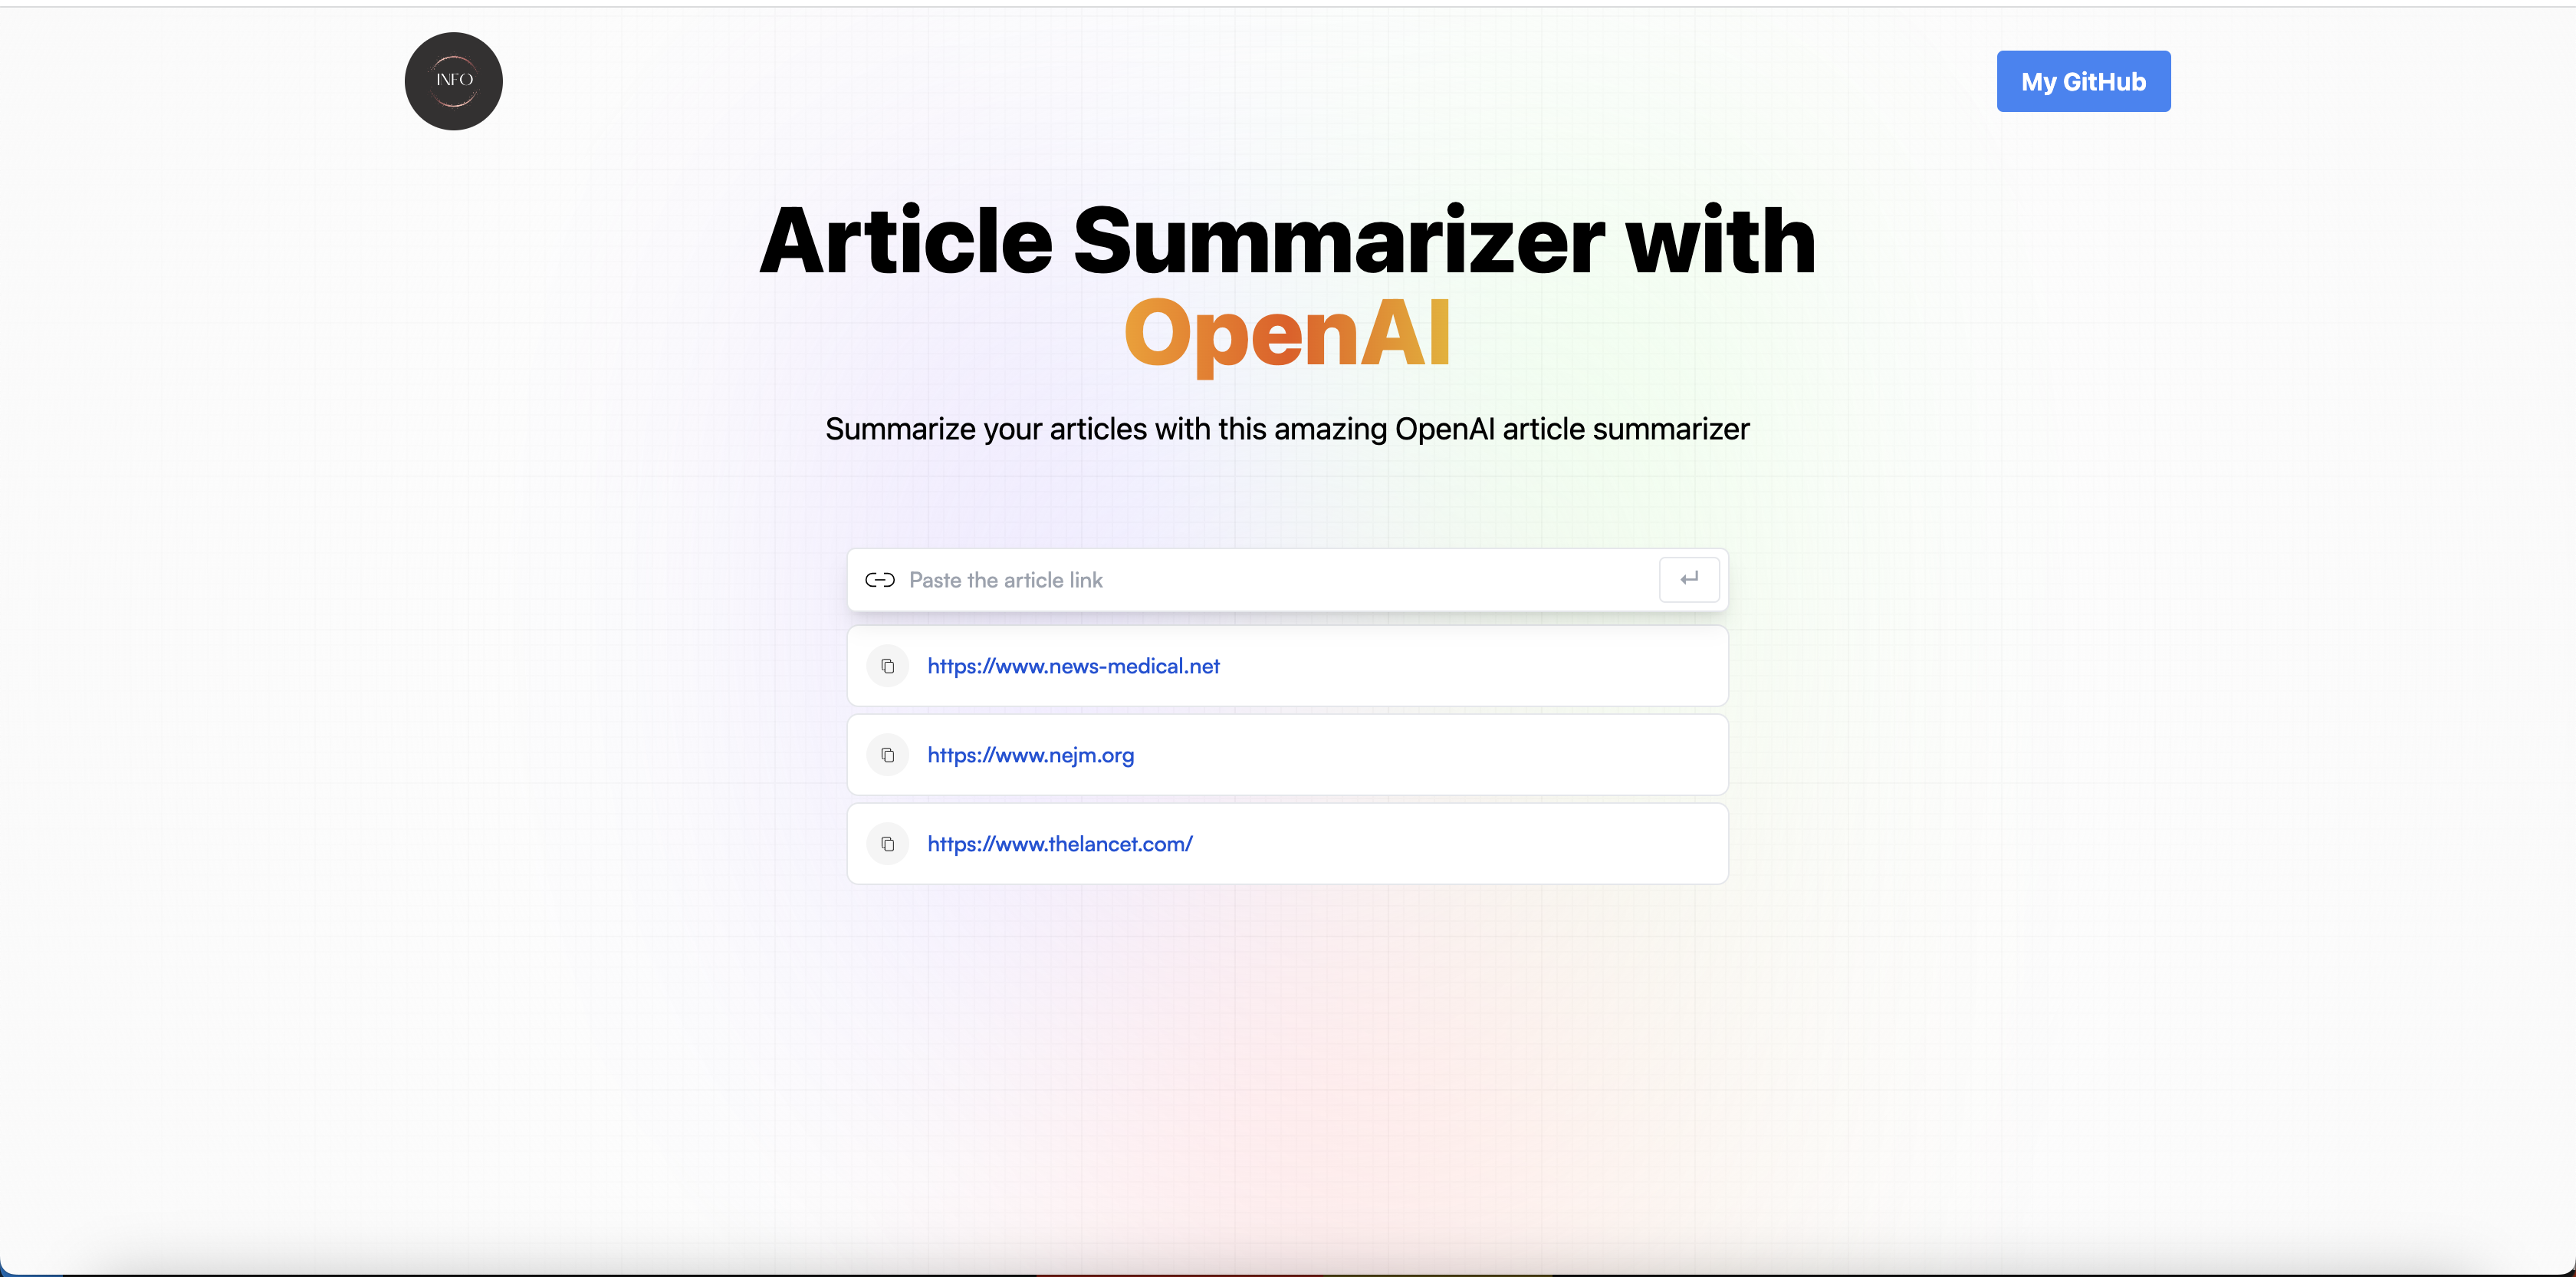 INFO
My GitHub
Article Summarizer with
OpenAI
Summarize your articles with this amazing OpenAI article summarizer
Paste the article link
https://www.news-medical.net
https://www.nejm.org
https://www.thelancet.com/